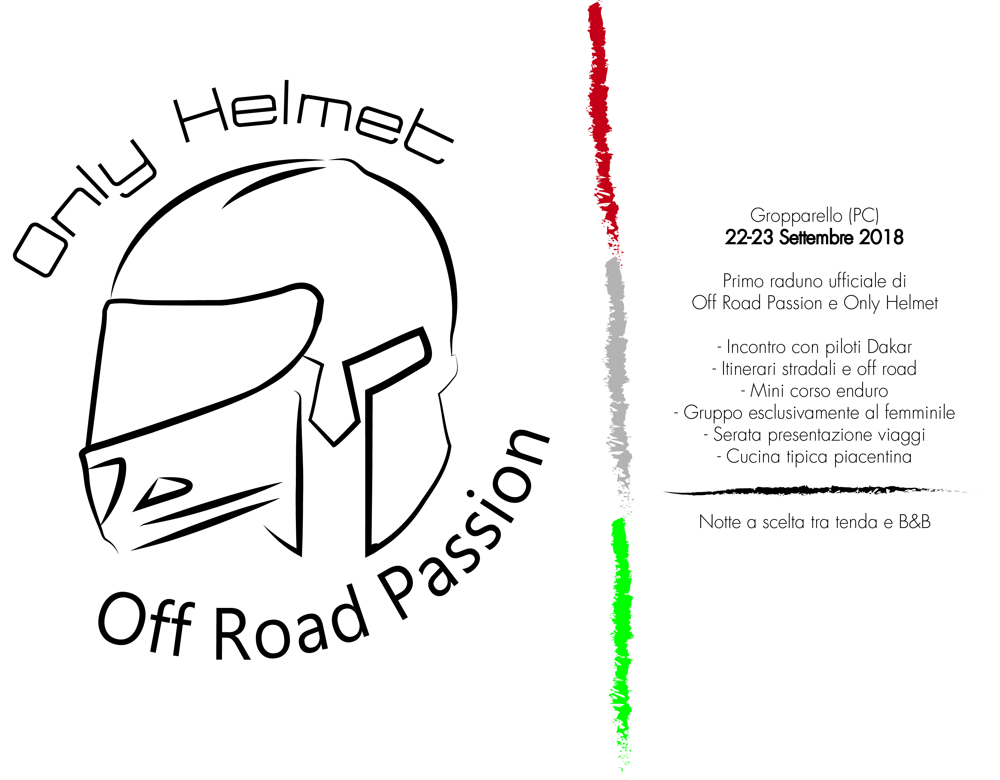 Only Helmet
Off Road Passion
Gropparello (PC)
22-23 Settembre 2018
Primo raduno ufficiale di
Off Road Passion e Only Helmet
- Incontro con piloti Dakar
- Itinerari stradali e off road
- Mini corso enduro
- Gruppo esclusivamente al femminile
- Serata presentazione viaggi
- Cucina tipica piacentina
Notte a scelta tra tenda e B&B